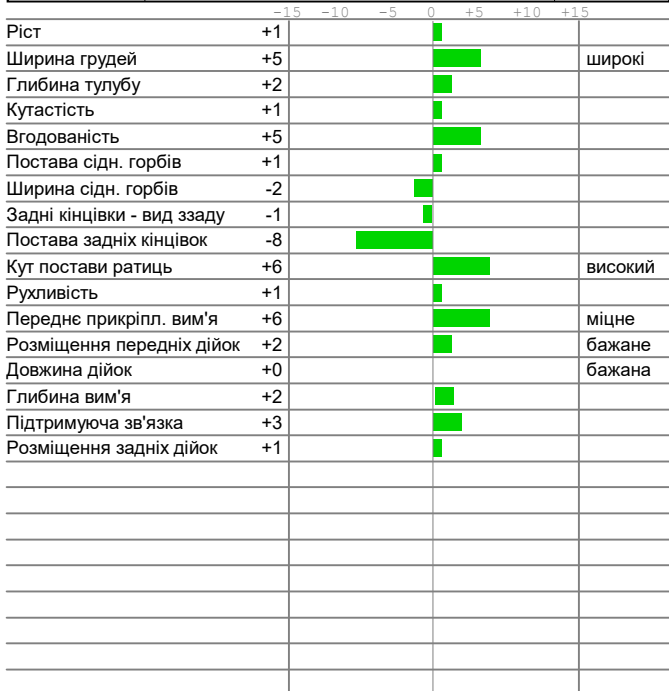 -15 -10 -5 0 +5 +10 +15
Ріст +1
Ширина грудей +5 широкі
Глибина тулубу +2
Кутастість +1
Вгодованість +5
Постава сідн. горбів +1
Ширина сідн. горбів -2
Задні кінцівки - вид ззаду -1
Постава задніх кінцівок -8
Кут постави ратиць +6 високий
Рухливість +1
Переднє прикріпл. вим'я +6 міцне
Розміщення передніх дійок +2 бажане
Довжина дійок +0 бажана
Глибина вим'я +2
Підтримуюча зв'язка +3
Розміщення задніх дійок +1